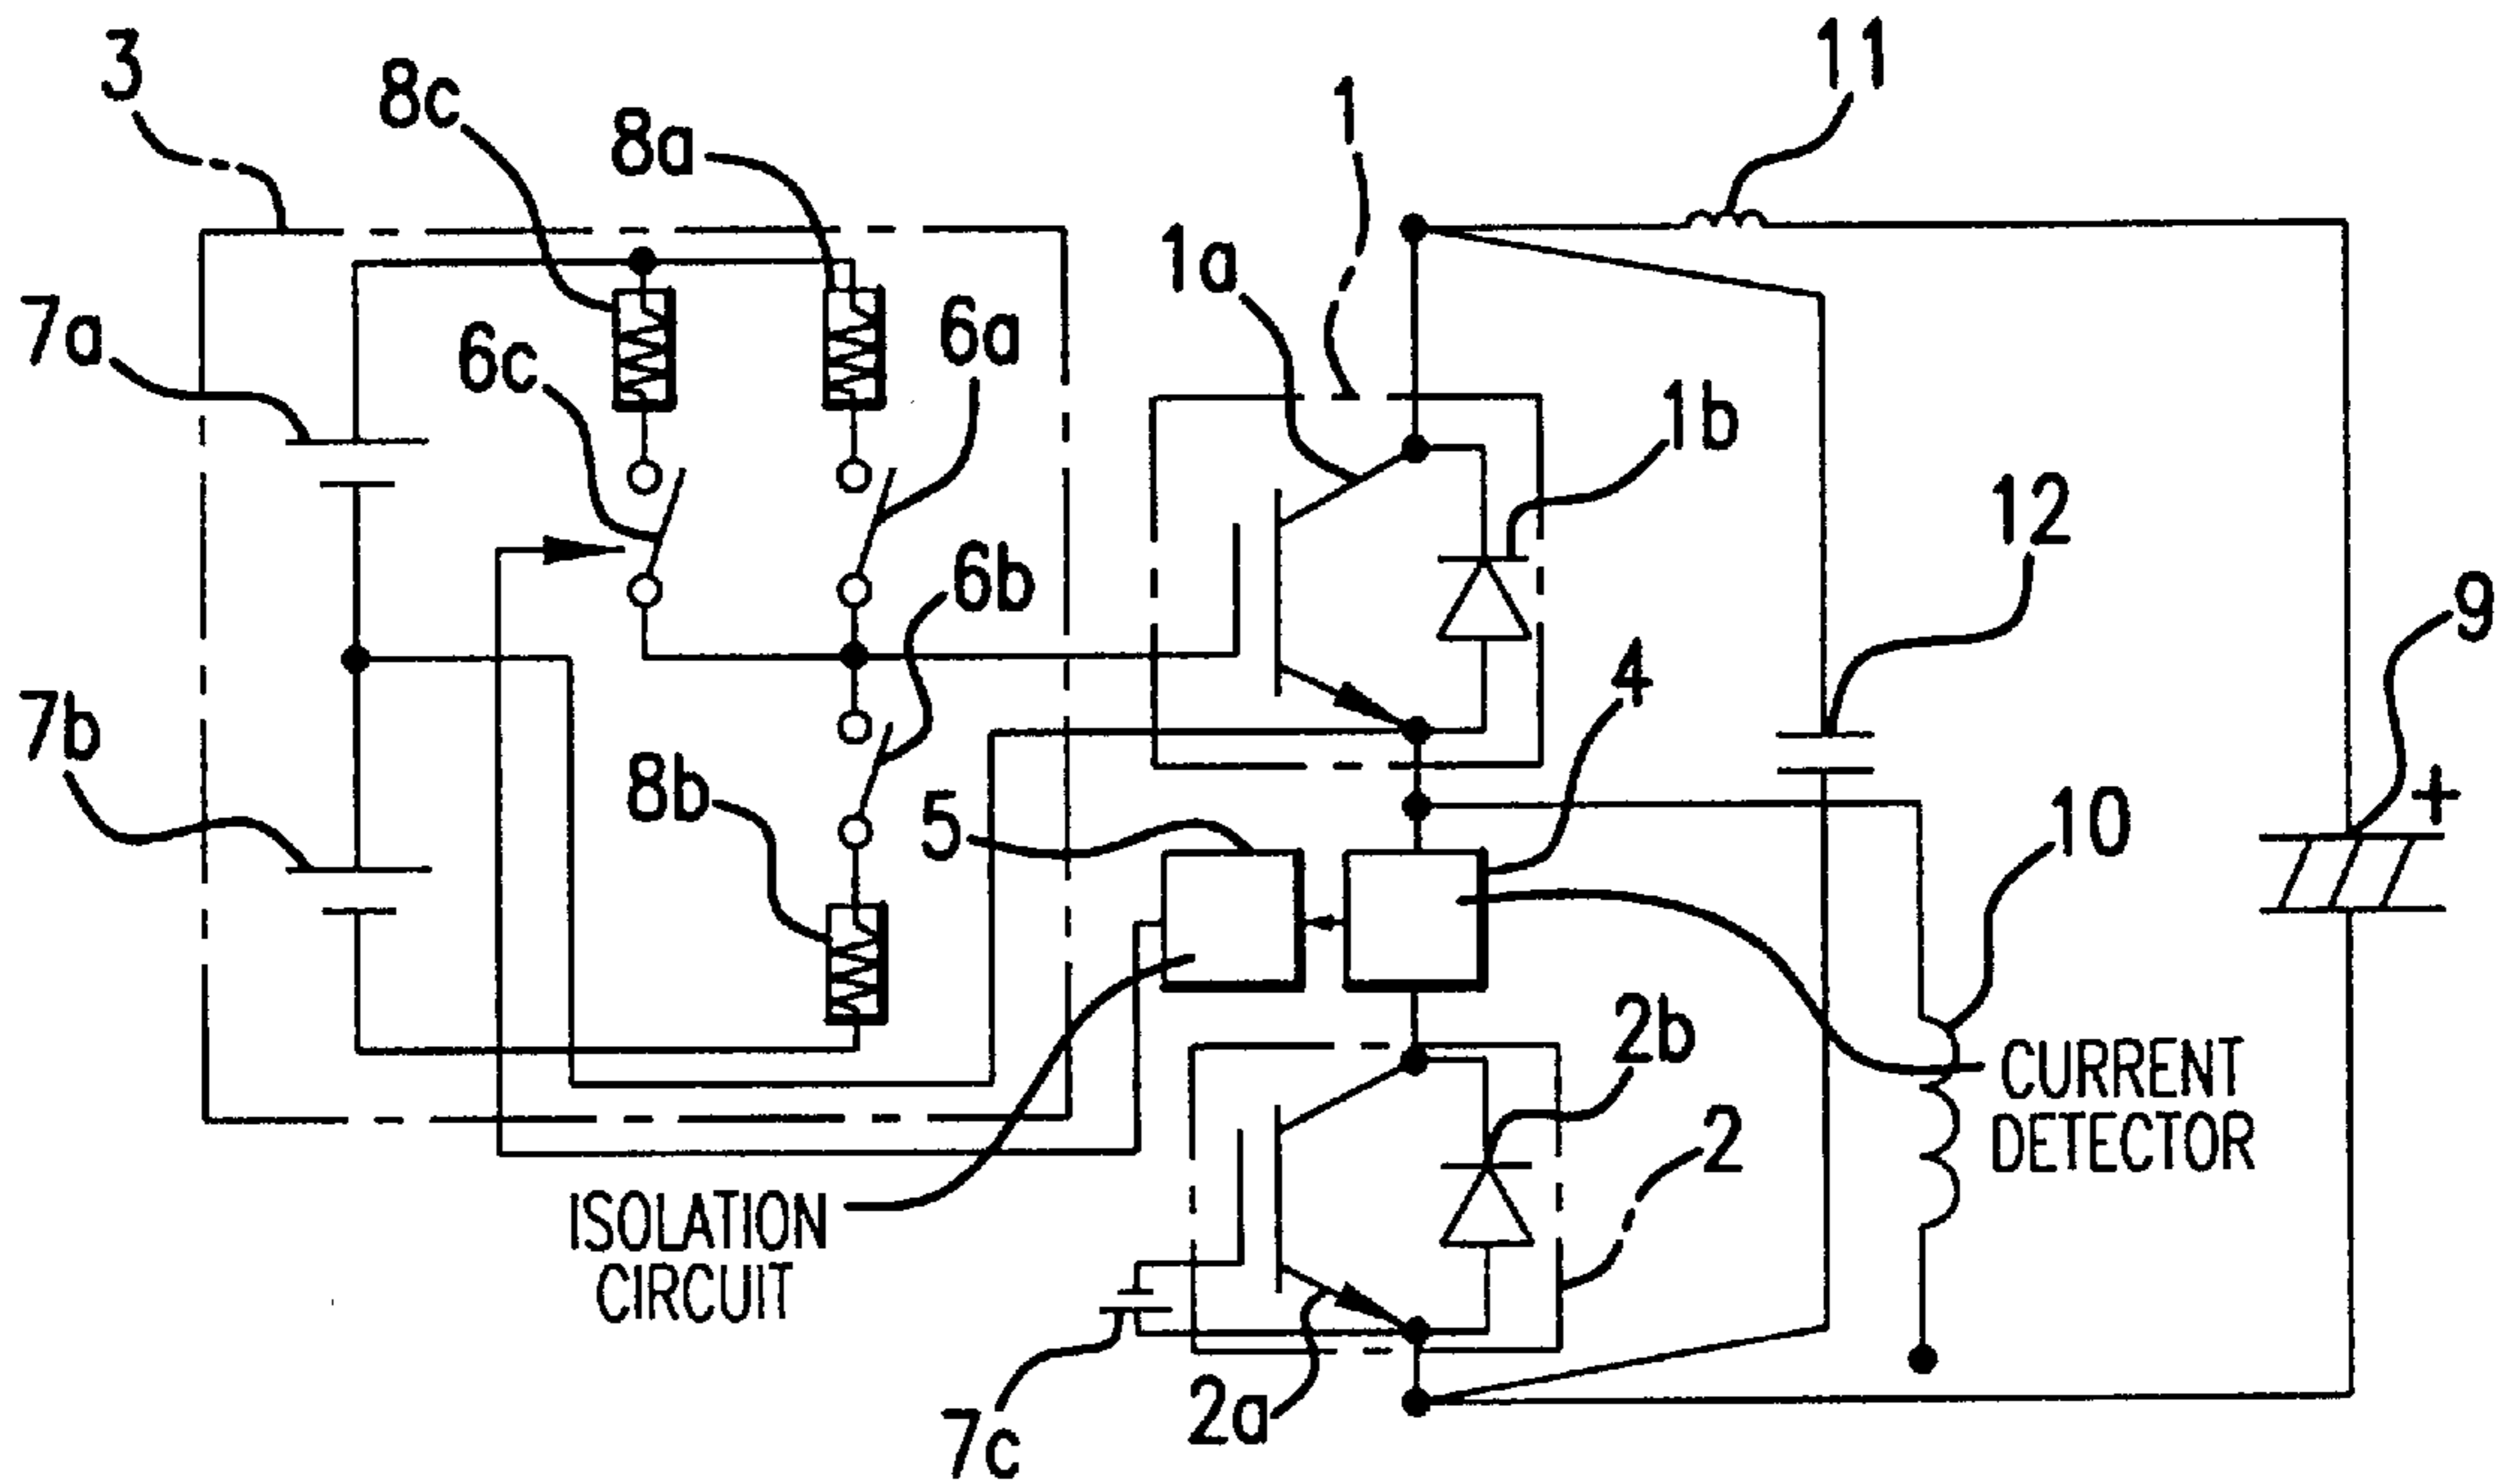 3
8c
8a
1
11
1a
7a
6c
6a
1b
12
6b
9
4
7b
8b
5
+
10
2b
CURRENT
DETECTOR
2
ISOLATION
CIRCUIT
7c
2a